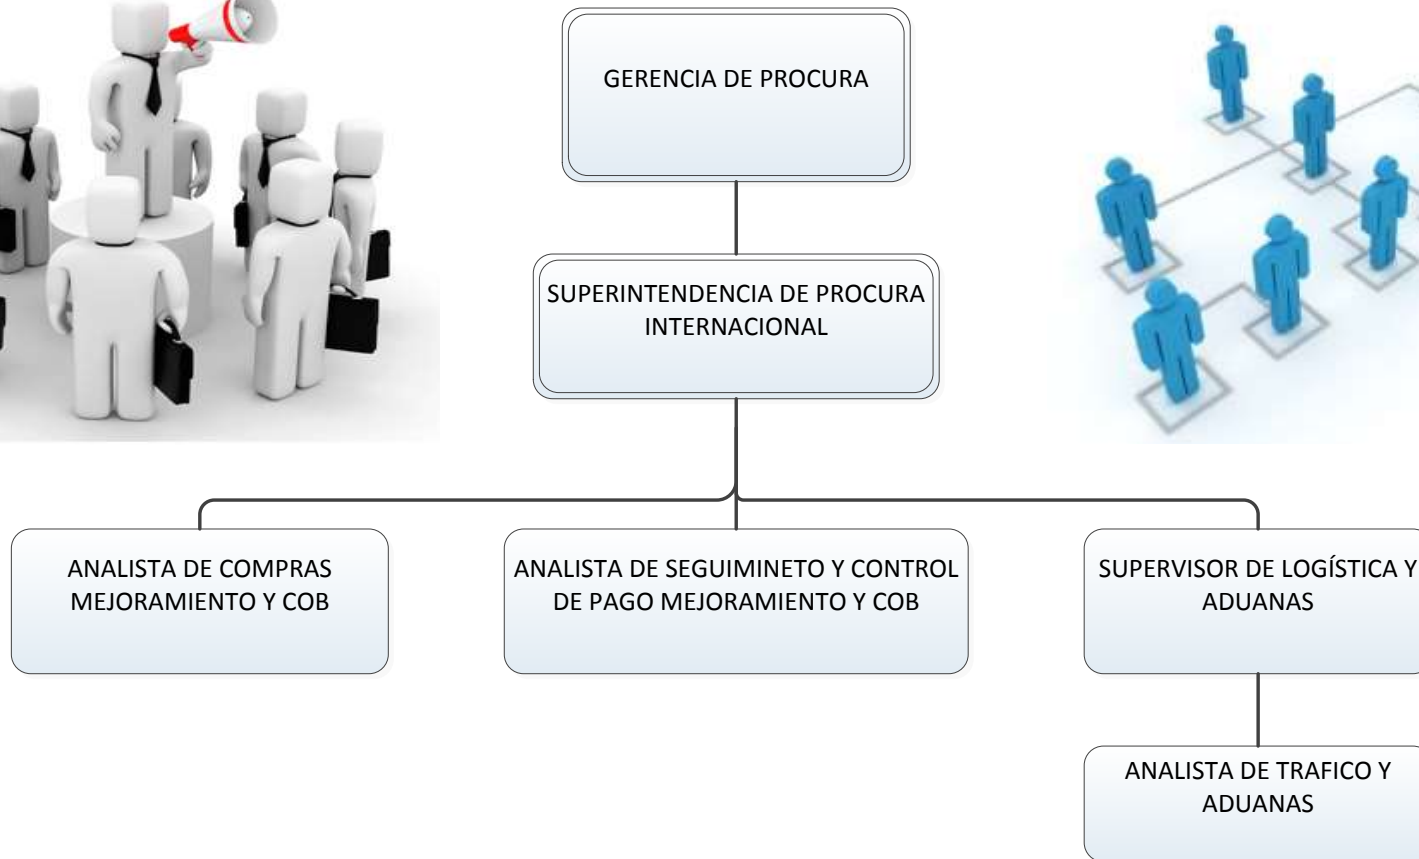 GERENCIA DE PROCURA
SUPERINTENDENCIA DE PROCURA
INTERNACIONAL
ANALISTA DE COMPRAS
MEJORAMIENTO Y COB
ANALISTA DE SEGUIMINETO Y CONTROL
DE PAGO MEJORAMIENTO Y COB
SUPERVISOR DE LOGÍSTICA Y
ADUANAS
ANALISTA DE TRAFICO Y
ADUANAS